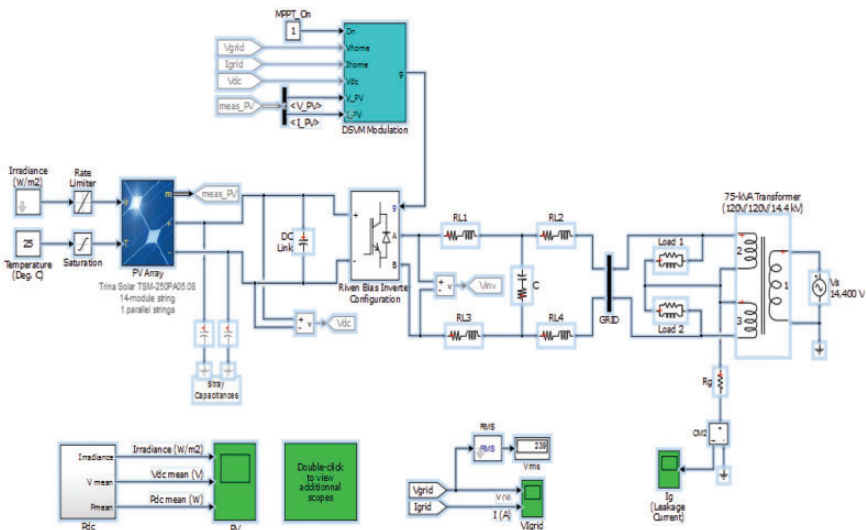 MPPT_On
1
On
Vgrid
Vhome
Igrid
Ihome
Vdc
Vdc
meas_PV
<V_PV>
V_PV
<I_PV>
I_PV
g
DSVM Modulation
Irradiance
(W/m2)
Rate
Limiter
25
Temperature
(Deg. C)
Saturation
m
+
-
T
meas_PV
PV Array
Trina Solar TSM-250PA05.08
14-module string
1 parallel strings
DC
Link
+
-
g
A
B
Riven Bias Inverte
Configuration
+
-
v
Vdc
Stray
Capacitances
RL1
RL2
+
-
v
Vinv
C
RL3
RL4
GRID
Load 1
Load 2
75-kVA Transformer
(120V/120V/14.4 kV)
2
3
1
Vs
14,400 V
Rg
CM2
Ig
(Leakage
Current)
Irradiance
V mean
Pmean
Pdc
Irradiance (W/m2)
Vdc mean (V)
Pdc mean (W)
PV
Double-click
to view
additionnal
scopes
RMS
RMS
239
Vrms
Vgrid
V (V)
Igrid
I (A)
VIgrid